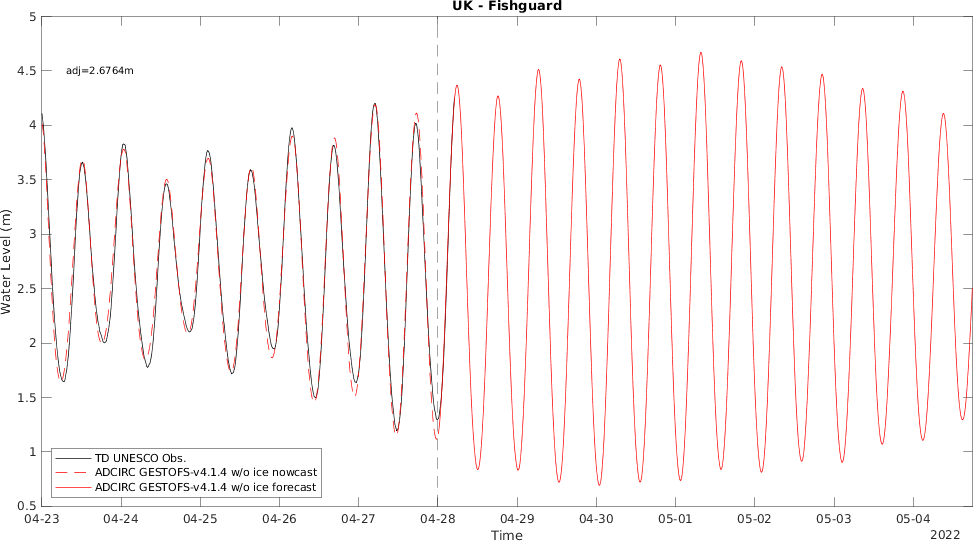 UK - Fishguard
5
4.5
4
3.5
3
2.5
2
1.5
1
0.5
Water Level (m)
adj=2.6764m
TD UNESCO Obs.
ADCIRC GESTOFS-v4.1.4 w/o ice nowcast
ADCIRC GESTOFS-v4.1.4 w/o ice forecast
04-23 04-24 04-25 04-26 04-27 04-28 04-29 04-30 05-01 05-02 05-03 05-04
Time
2022